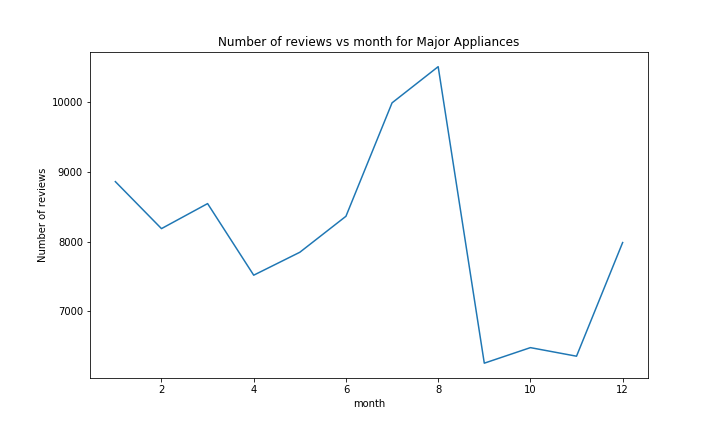 Number of reviews vs month for Major Appliances
10000
9000
8000
7000
Number of reviews
2 4 6 8 10 12
month